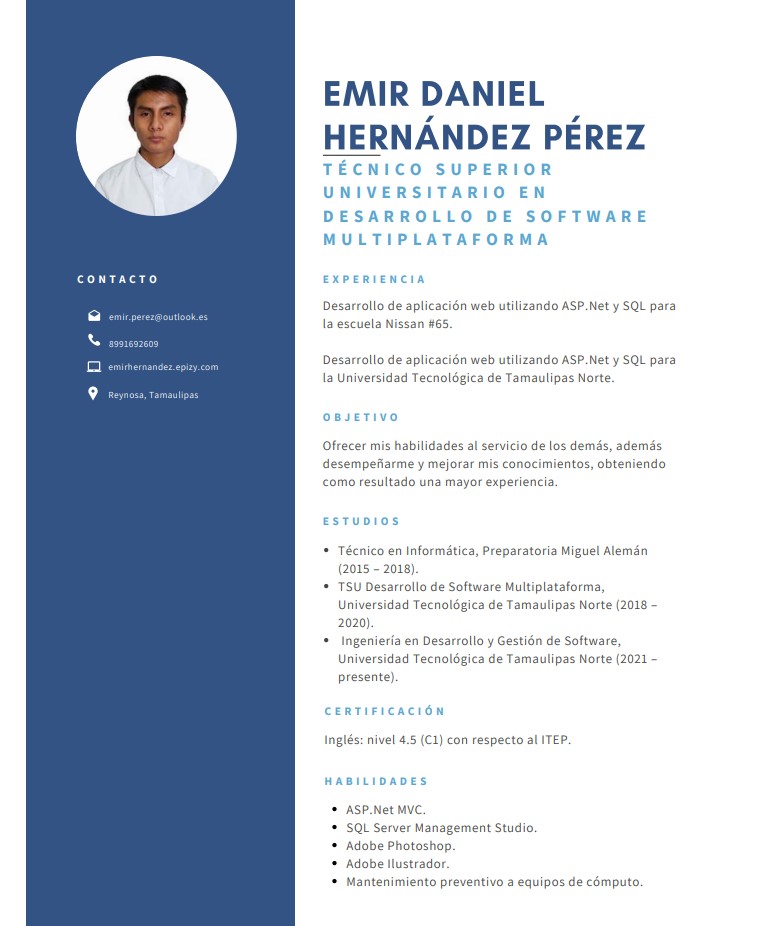 EMIR DANIEL
HERNÁNDEZ PÉREZ
TÉCNICO SUPERIOR
UNIVERSITARIO EN
DESARROLLO DE SOFTWARE
MULTIPLATAFORMA
CONTACTO
emir.perez@outlook.es
8991692609
emirhernandez.epizy.com
Reynosa, Tamaulipas
EXPERIENCIA
Desarrollo de aplicación web utilizando ASP.Net y SQL para
la escuela Nissan #65.
Desarrollo de aplicación web utilizando ASP.Net y SQL para
la Universidad Tecnológica de Tamaulipas Norte.
OBJETIVO
Ofrecer mis habilidades al servicio de los demás, además
desempeñarme y mejorar mis conocimientos, obteniendo
como resultado una mayor experiencia.
ESTUDIOS
• Técnico en Informática, Preparatoria Miguel Alemán
(2015 – 2018).
• TSU Desarrollo de Software Multiplataforma,
Universidad Tecnológica de Tamaulipas Norte (2018 –
2020).
• Ingeniería en Desarrollo y Gestión de Software,
Universidad Tecnológica de Tamaulipas Norte (2021 –
presente).
CERTIFICACIÓN
Inglés: nivel 4.5 (C1) con respecto al ITEP.
HABILIDADES
• ASP.Net MVC.
• SQL Server Management Studio.
• Adobe Photoshop.
• Adobe Ilustrador.
• Mantenimiento preventivo a equipos de cómputo.